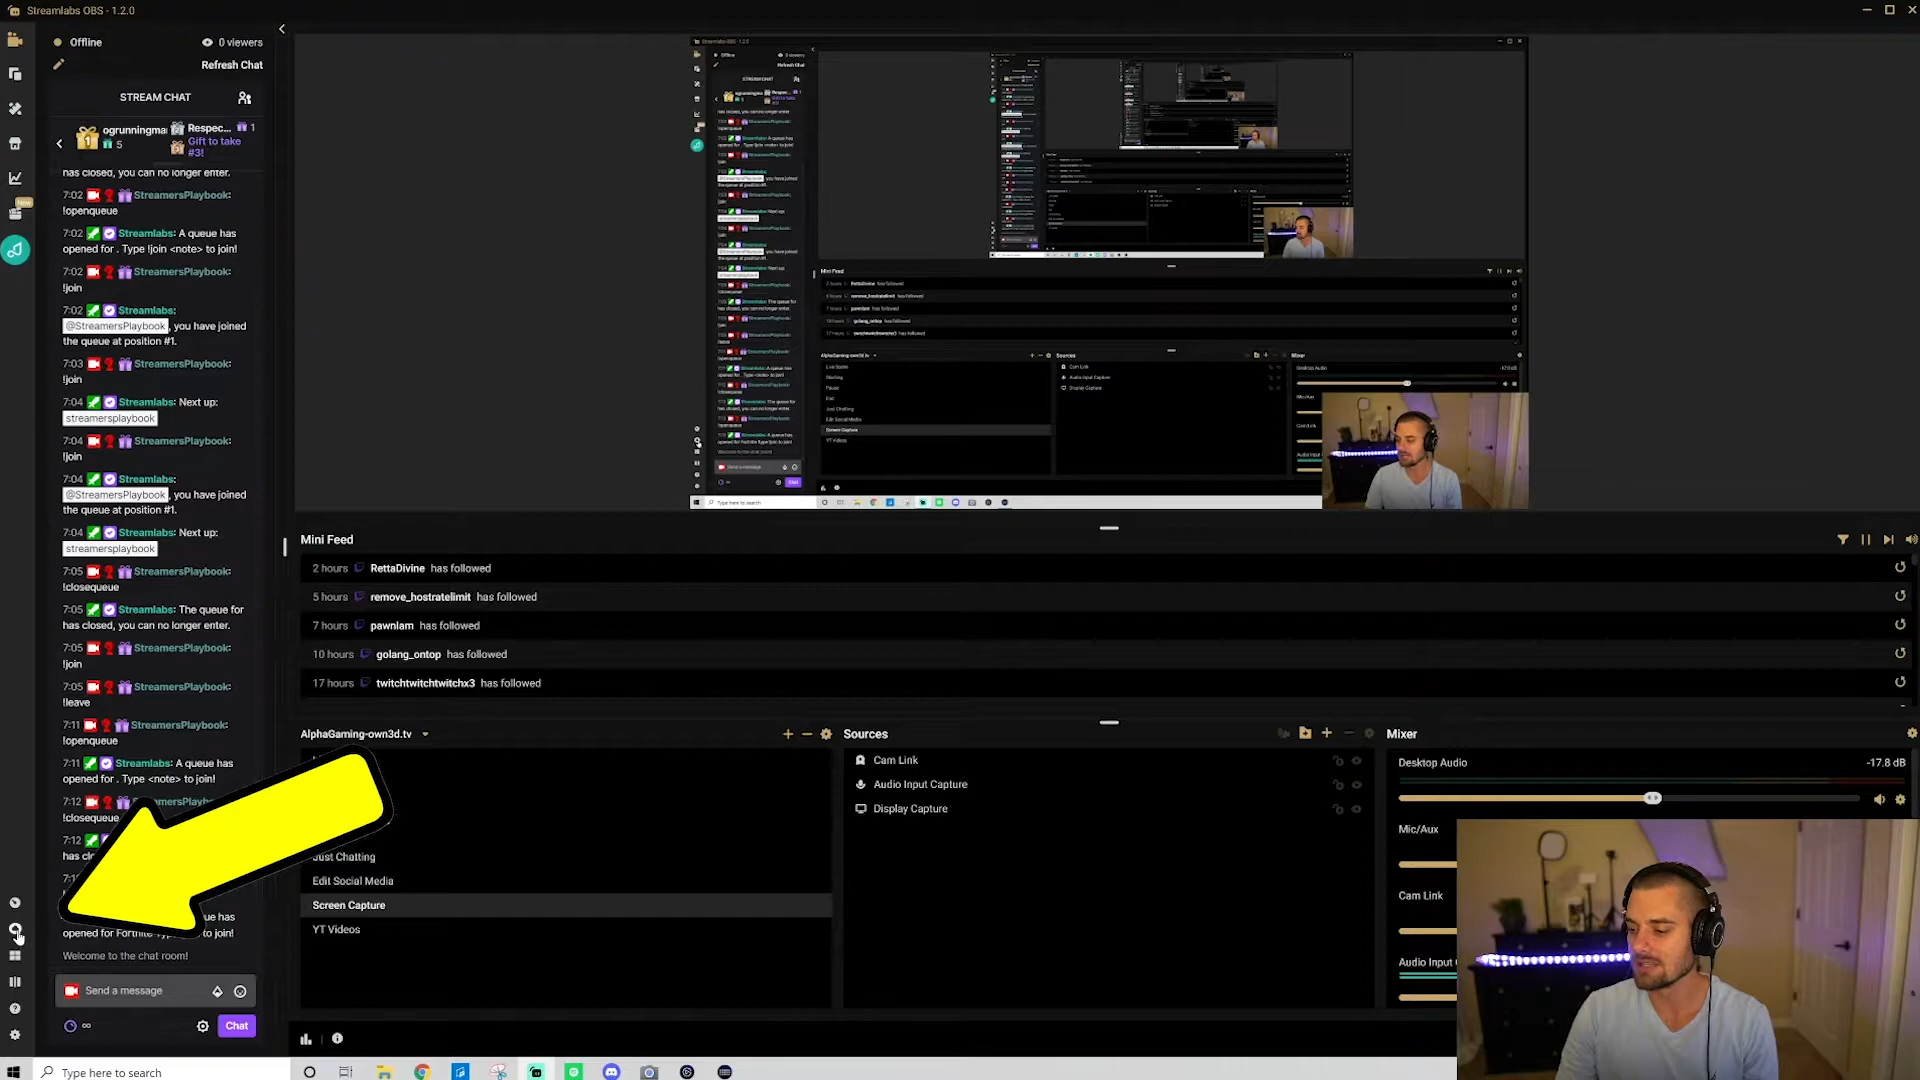 Streamlabs OBS - 1.2.0
Offline
0 viewers
Refresh Chat
STREAM CHAT
ogrunningma
5
Respec...
1
Gift to take
#3!
has closed, you can no longer enter.
7:02 StreamersPlaybook:
!openqueue
7:02 Streamlabs: A queue has
opened for . Type !join <note> to join!
7:02 StreamersPlaybook:
!join
7:02 Streamlabs:
@StreamersPlaybook, you have joined
the queue at position #1.
7:03 StreamersPlaybook:
!join
7:04 Streamlabs: Next up:
streamersplaybook
7:04 StreamersPlaybook:
!join
7:04 Streamlabs:
@StreamersPlaybook, you have joined
the queue at position #1.
7:04 Streamlabs: Next up:
streamersplaybook
7:05 StreamersPlaybook:
!closequeue
7:05 Streamlabs: The queue for
has closed, you can no longer enter.
7:05 StreamersPlaybook:
!join
7:05 StreamersPlaybook:
!leave
7:11 StreamersPlaybook:
!openqueue
7:11 Streamlabs: A queue has
opened for . Type <note> to join!
7:12
!closequeue
7:12
has
has
opened for Fortnite to join!
Welcome to the chat room!
Send a message
Chat
New
Mini Feed
2 hours RettaDivine has followed
5 hours remove_hostratelimit has followed
7 hours pawnlam has followed
10 hours golang_ontop has followed
17 hours twitchtwitchtwitchx3 has followed
AlphaGaming-own3d.tv
Just Chatting
Edit Social Media
Screen Capture
YT Videos
Sources
Cam Link
Audio Input Capture
Display Capture
Mixer
Desktop Audio
-17.8 dB
Mic/Aux
Cam Link
Audio Input
Type here to search